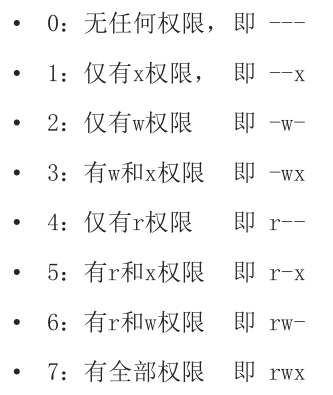 • 0：无任何权限，即 ---
• 1：仅有x权限， 即 --x
• 2：仅有w权限 即 -w-
• 3：有w和x权限 即 -wx
• 4：仅有r权限 即 r--
• 5：有r和x权限 即 r-x
• 6：有r和w权限 即 rw-
• 7：有全部权限 即 rwx